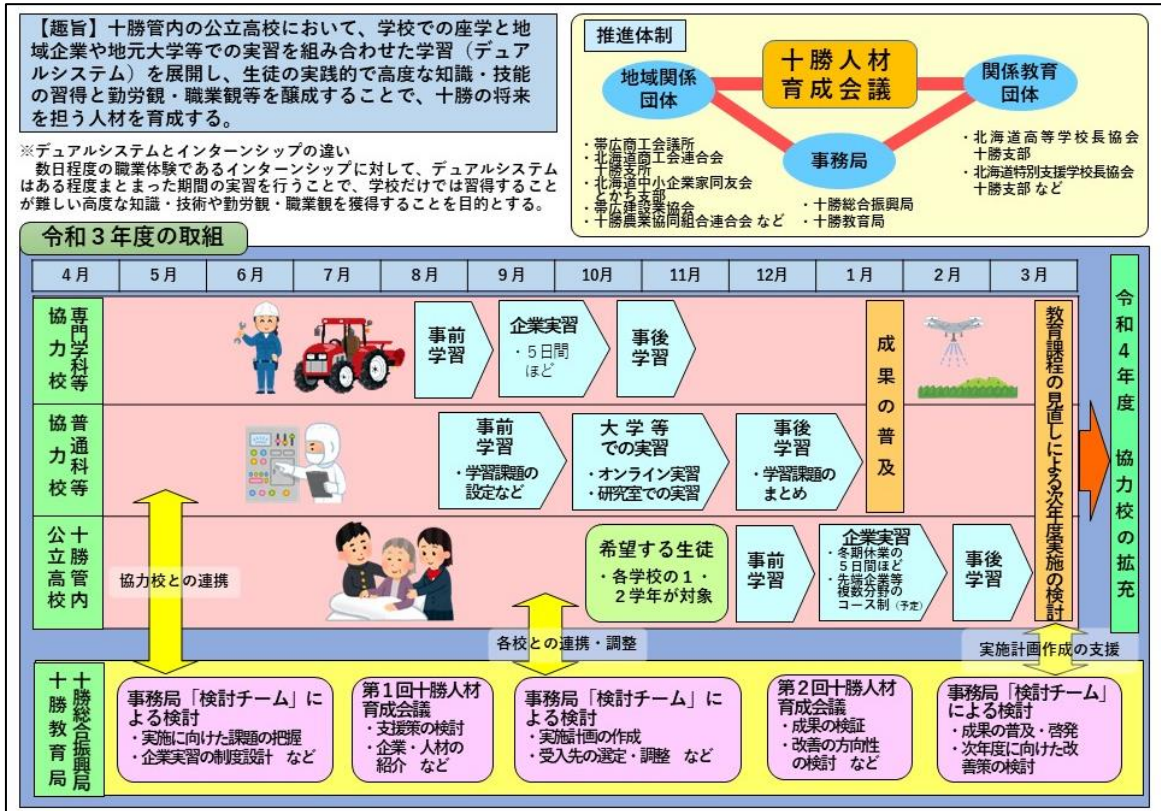 【趣旨】十勝管内の公立高校において、学校での座学と地
域企業や地元大学等での実習を組み合わせた学習（デュア
ルシステム）を展開し、生徒の実践的で高度な知識・技能
の習得と勤労観・職業観等を醸成することで、十勝の将来
を担う人材を育成する。
※デュアルシステムとインターンシップの違い
数日程度の職業体験であるインターンシップに対して、デュアルシステム
はある程度まとまった期間の実習を行うことで、学校だけでは習得すること
が難しい高度な知識・技術や勤労観・職業観を獲得することを目的とする。
推進体制
十勝人材
育成会議
地域関係
団体
関係教育
団体
事務局
・帯広商工会議所
・北海道商工会連合会
十勝支所
・北海道中小企業家同友会
とかち支部
・帯広建設業協会
・十勝農業協同組合連合会 など
・十勝総合振興局
・十勝教育局
・北海道高等学校長協会
十勝支部
・北海道特別支援学校長協会
十勝支部 など
令和３年度の取組
4月 5月 6月 7月 8月 9月 10月 11月 12月 1月 2月 3月
専門学科等
協力校
事前
学習
企業実習
・５日間
ほど
事後
学習
普通科等
協力校
事前
学習
・学習課題の
設定など
大学等
での実習
・オンライン実習
・研究室での実習
事後
学習
・学習課題の
まとめ
成果の普及
十勝管内
公立高校
希望する生徒
・各学校の１・
２学年が対象
事前
学習
企業実習
・冬期休業の
５日間ほど
・先端企業等
複数分野の
コース制（予定）
事後
学習
教育課程の見直しによる次年度実施の検討
令和４年度 協力校の拡充
協力校との連携
各校との連携・調整
実施計画作成の支援
十勝総合振興局
十勝教育局
事務局「検討チーム」に
よる検討
・実施に向けた課題の把握
・企業実習の制度設計 など
第１回十勝人材
育成会議
・支援策の検討
・企業・人材の
紹介 など
事務局「検討チーム」に
よる検討
・実施計画の作成
・受入先の選定・調整 など
第２回十勝人材
育成会議
・成果の検証
・改善の方向性
の検討 など
事務局「検討チーム」
による検討
・成果の普及・啓発
・次年度に向けた改
善策の検討